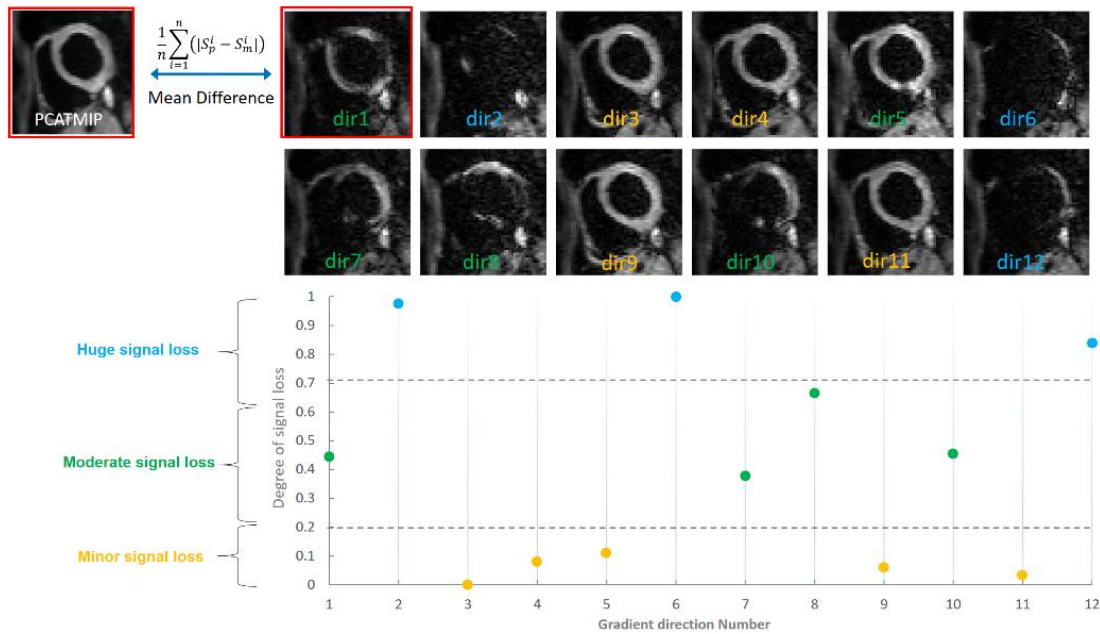 PCATMIP
1/n ∑_{i=1}^{n} (|S_p^i − S_m^i|)
Mean Difference
dir1 dir2 dir3 dir4 dir5 dir6
dir7 dir8 dir9 dir10 dir11 dir12
Huge signal loss
Moderate signal loss
Minor signal loss
Degree of signal loss
1
0.9
0.8
0.7
0.6
0.5
0.4
0.3
0.2
0.1
0
1 2 3 4 5 6 7 8 9 10 11 12
Gradient direction Number